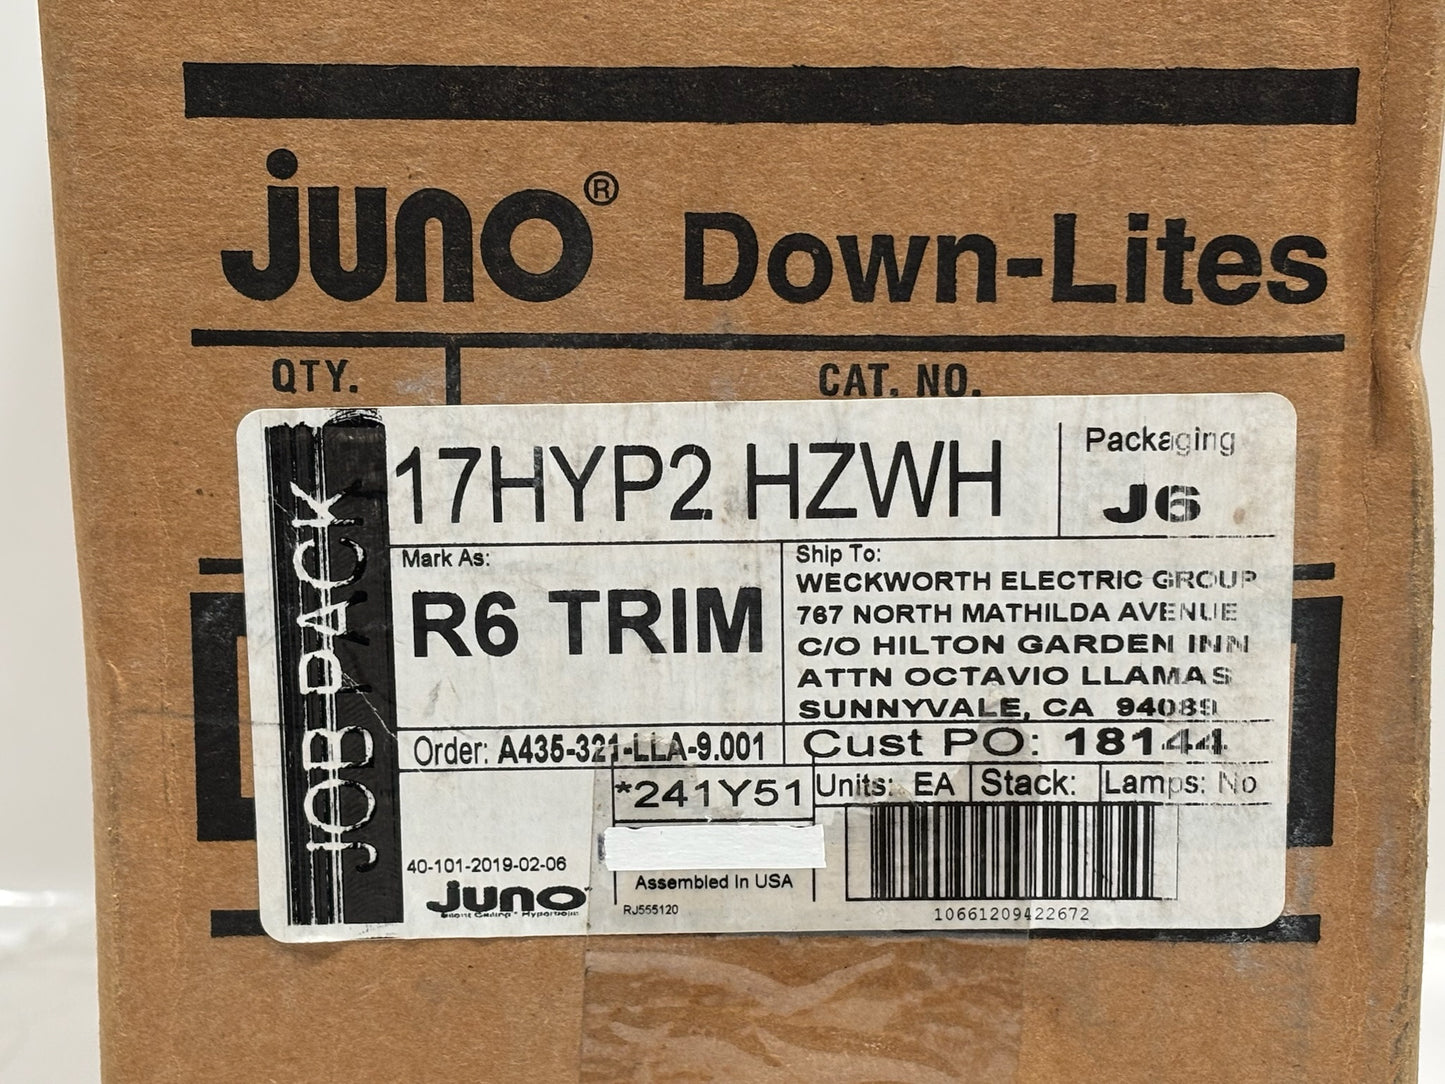 juno® Down-Lites
QTY. CAT. NO.
JOB PACK
17HYP2 HZWH
Packaging
J6
Mark As:
R6 TRIM
Ship To:
WECKWORTH ELECTRIC GROUP
767 NORTH MATHILDA AVENUE
C/O HILTON GARDEN INN
ATTN OCTAVIO LLAMAS
SUNNYVALE, CA 94089
Order: A435-321-LLA-9.001
Cust PO: 18144
*241Y51
Units: EA Stack: Lamps: No
40-101-2019-02-06
juno
Assembled In USA
RJ555120
10661209422672